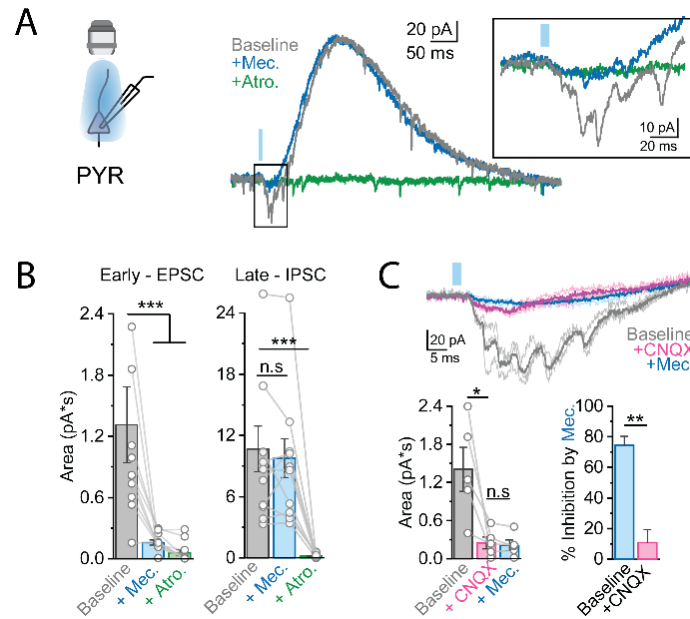 A
PYR
Baseline
+Mec.
+Atro.
20 pA
50 ms
10 pA
20 ms
B
Early - EPSC
Late - IPSC
Area (pA*s)
2.4
1.8
1.2
0.6
0.0
***
Baseline
+ Mec.
+ Atro.
30
24
18
12
6
0
***
n.s
Baseline
+ Mec.
+ Atro.
C
20 pA
5 ms
Baseline
+CNQX
+Mec.
Area (pA*s)
2.4
1.8
1.2
0.6
0.0
*
n.s
Baseline
+ CNQX
+ Mec.
% Inhibition by Mec.
100
80
60
40
20
0
**
Baseline
+CNQX